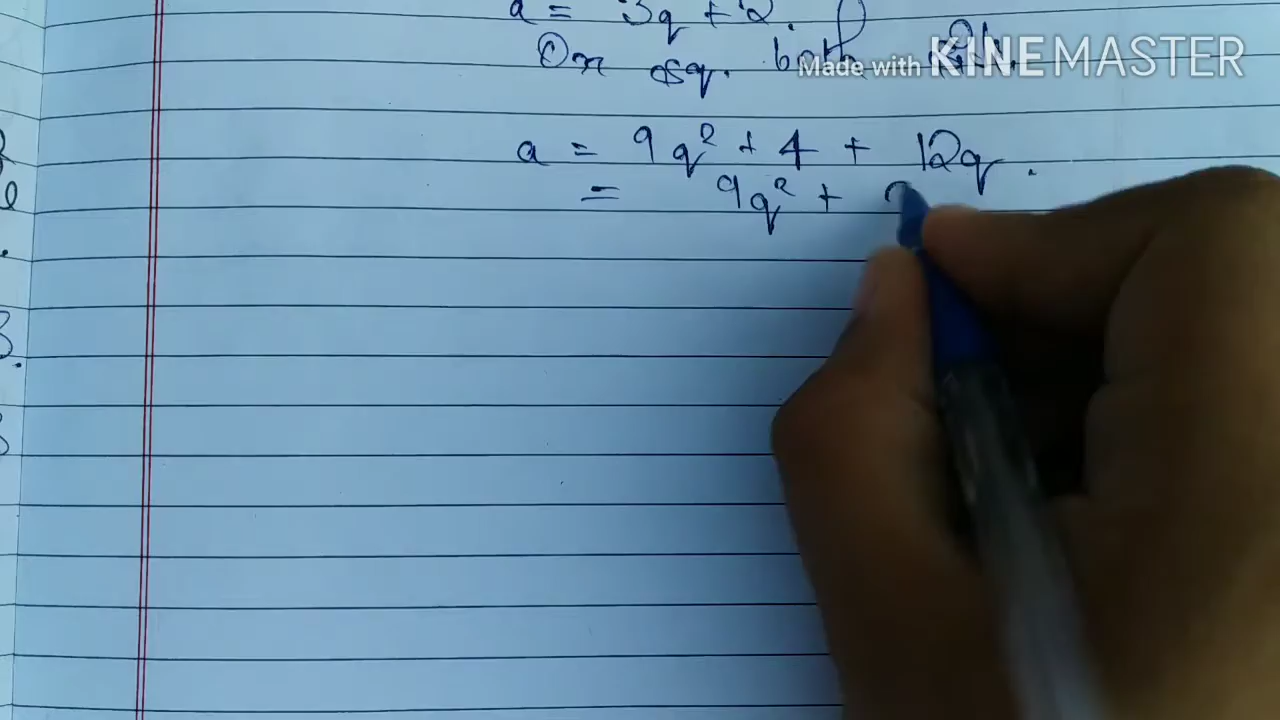 a = 3q + 2.
On sq. both
Made with KINEMASTER
a = 9q² + 4 + 12q.
= 9q² +